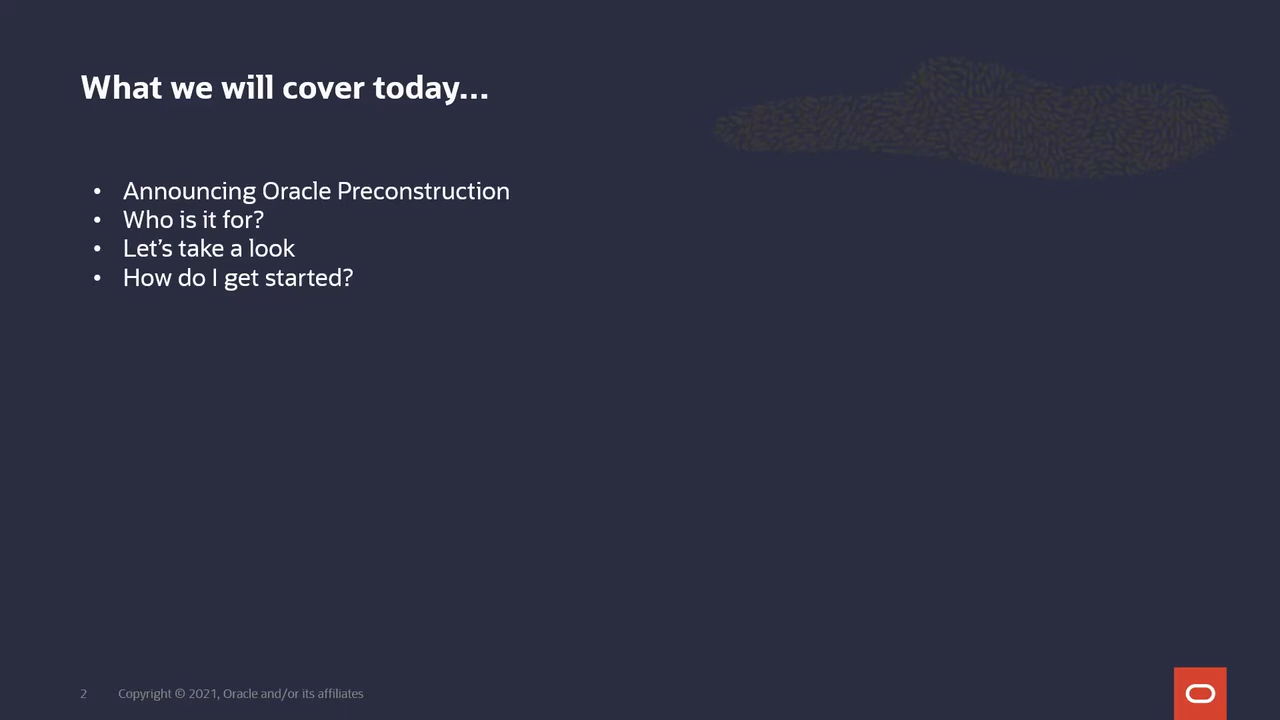 What we will cover today...
• Announcing Oracle Preconstruction
• Who is it for?
• Let’s take a look
• How do I get started?
2 Copyright © 2021, Oracle and/or its affiliates